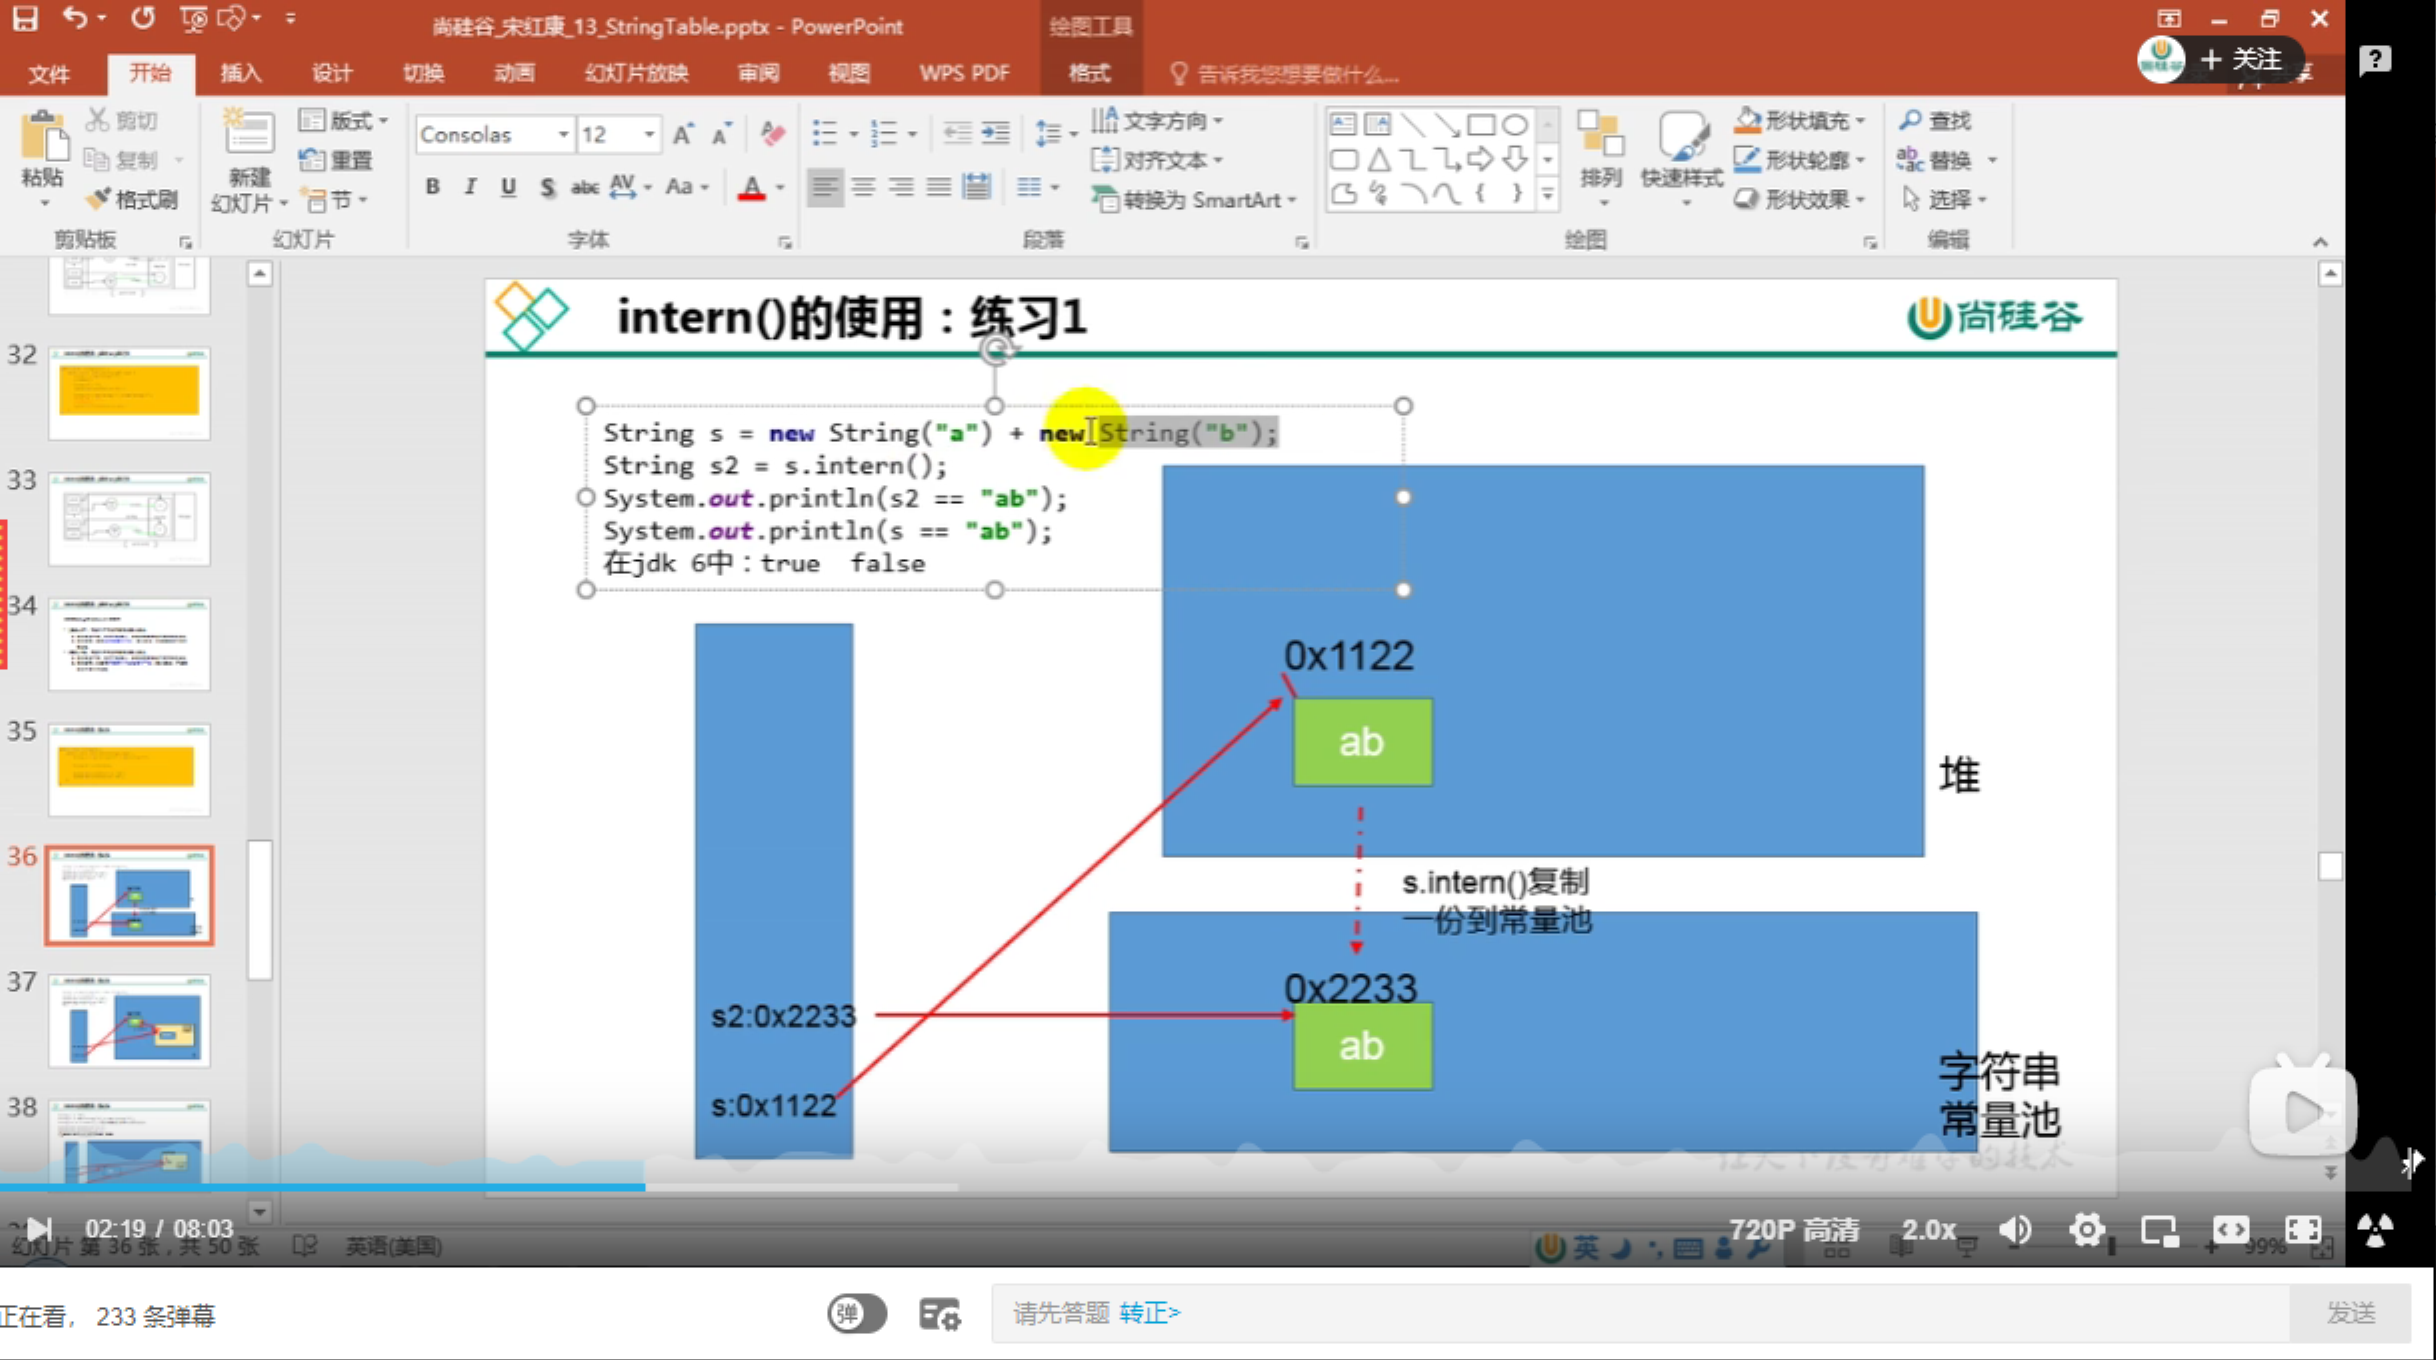 尚硅谷_宋红康_13_StringTable.pptx - PowerPoint
绘图工具
+ 关注
文件 开始 插入 设计 切换 动画 幻灯片放映 审阅 视图 WPS PDF 格式 告诉我您想要做什么...
剪切
复制
格式刷
粘贴
剪贴板
新建
幻灯片
版式
重置
节
幻灯片
Consolas 12
B I U S abc AV Aa A
字体
文字方向
对齐文本
转换为 SmartArt
段落
排列
快速样式
形状填充
形状轮廓
形状效果
绘图
查找
替换
选择
编辑
32
33
34
35
36
37
38
intern()的使用：练习1
尚硅谷
String s = new String("a") + new String("b");
String s2 = s.intern();
System.out.println(s2 == "ab");
System.out.println(s == "ab");
在jdk 6中：true false
0x1122
ab
堆
s.intern()复制
一份到常量池
0x2233
ab
s2:0x2233
s:0x1122
字符串
常量池
02:19 / 08:03
720P 高清 2.0x
幻灯片 第 36 张，共 50 张 英语(美国)
英
99%
正在看， 233 条弹幕
弹
请先答题 转正>
发送